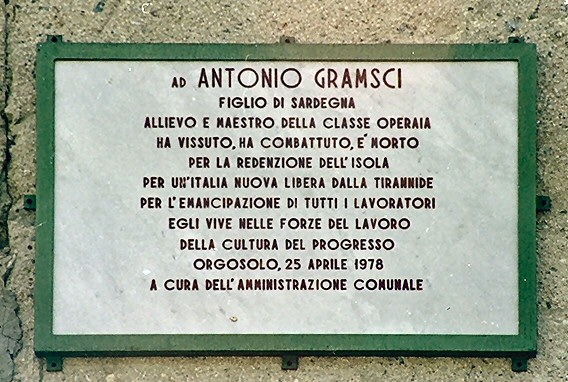 AD ANTONIO GRAMSCI
FIGLIO DI SARDEGNA
ALLIEVO E MAESTRO DELLA CLASSE OPERAIA
HA VISSUTO, HA COMBATTUTO, E' MORTO
PER LA REDENZIONE DELL'ISOLA
PER UN'ITALIA NUOVA LIBERA DALLA TIRANNIDE
PER L'EMANCIPAZIONE DI TUTTI I LAVORATORI
EGLI VIVE NELLE FORZE DEL LAVORO
DELLA CULTURA DEL PROGRESSO
ORGOSOLO, 25 APRILE 1978
A CURA DELL'AMMINISTRAZIONE COMUNALE